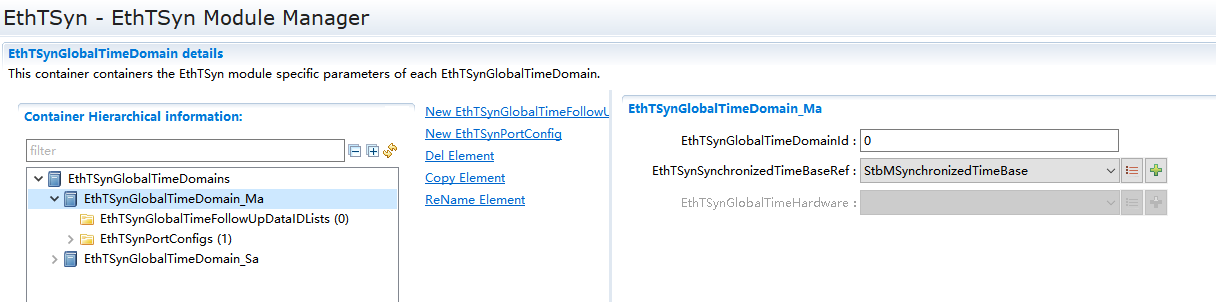 EthTSyn - EthTSyn Module Manager
EthTSynGlobalTimeDomain details
This container containers the EthTSyn module specific parameters of each EthTSynGlobalTimeDomain.
Container Hierarchical information:
filter
EthTSynGlobalTimeDomains
EthTSynGlobalTimeDomain_Ma
EthTSynGlobalTimeFollowUpDataIDLists (0)
EthTSynPortConfigs (1)
EthTSynGlobalTimeDomain_Sa
New EthTSynGlobalTimeFollowU
New EthTSynPortConfig
Del Element
Copy Element
ReName Element
EthTSynGlobalTimeDomain_Ma
EthTSynGlobalTimeDomainId : 0
EthTSynSynchronizedTimeBaseRef : StbMSynchronizedTimeBase
EthTSynGlobalTimeHardware :